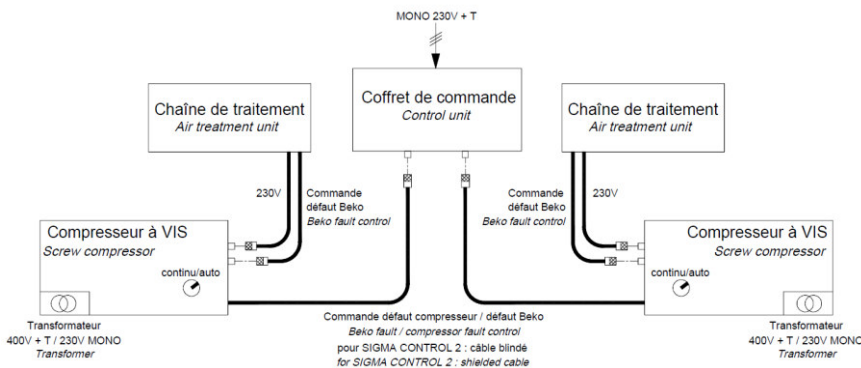 MONO 230V + T
Chaîne de traitement
Air treatment unit
Coffret de commande
Control unit
Chaîne de traitement
Air treatment unit
230V
Commande
défaut Beko
Beko fault control
Commande
défaut Beko
Beko fault control
230V
Compresseur à VIS
Screw compressor
continu/auto
Compresseur à VIS
Screw compressor
continu/auto
Transformateur
400V + T / 230V MONO
Transformer
Commande défaut compresseur / défaut Beko
Beko fault / compressor fault control
pour SIGMA CONTROL 2 : câble blindé
for SIGMA CONTROL 2 : shielded cable
Transformateur
400V + T / 230V MONO
Transformer